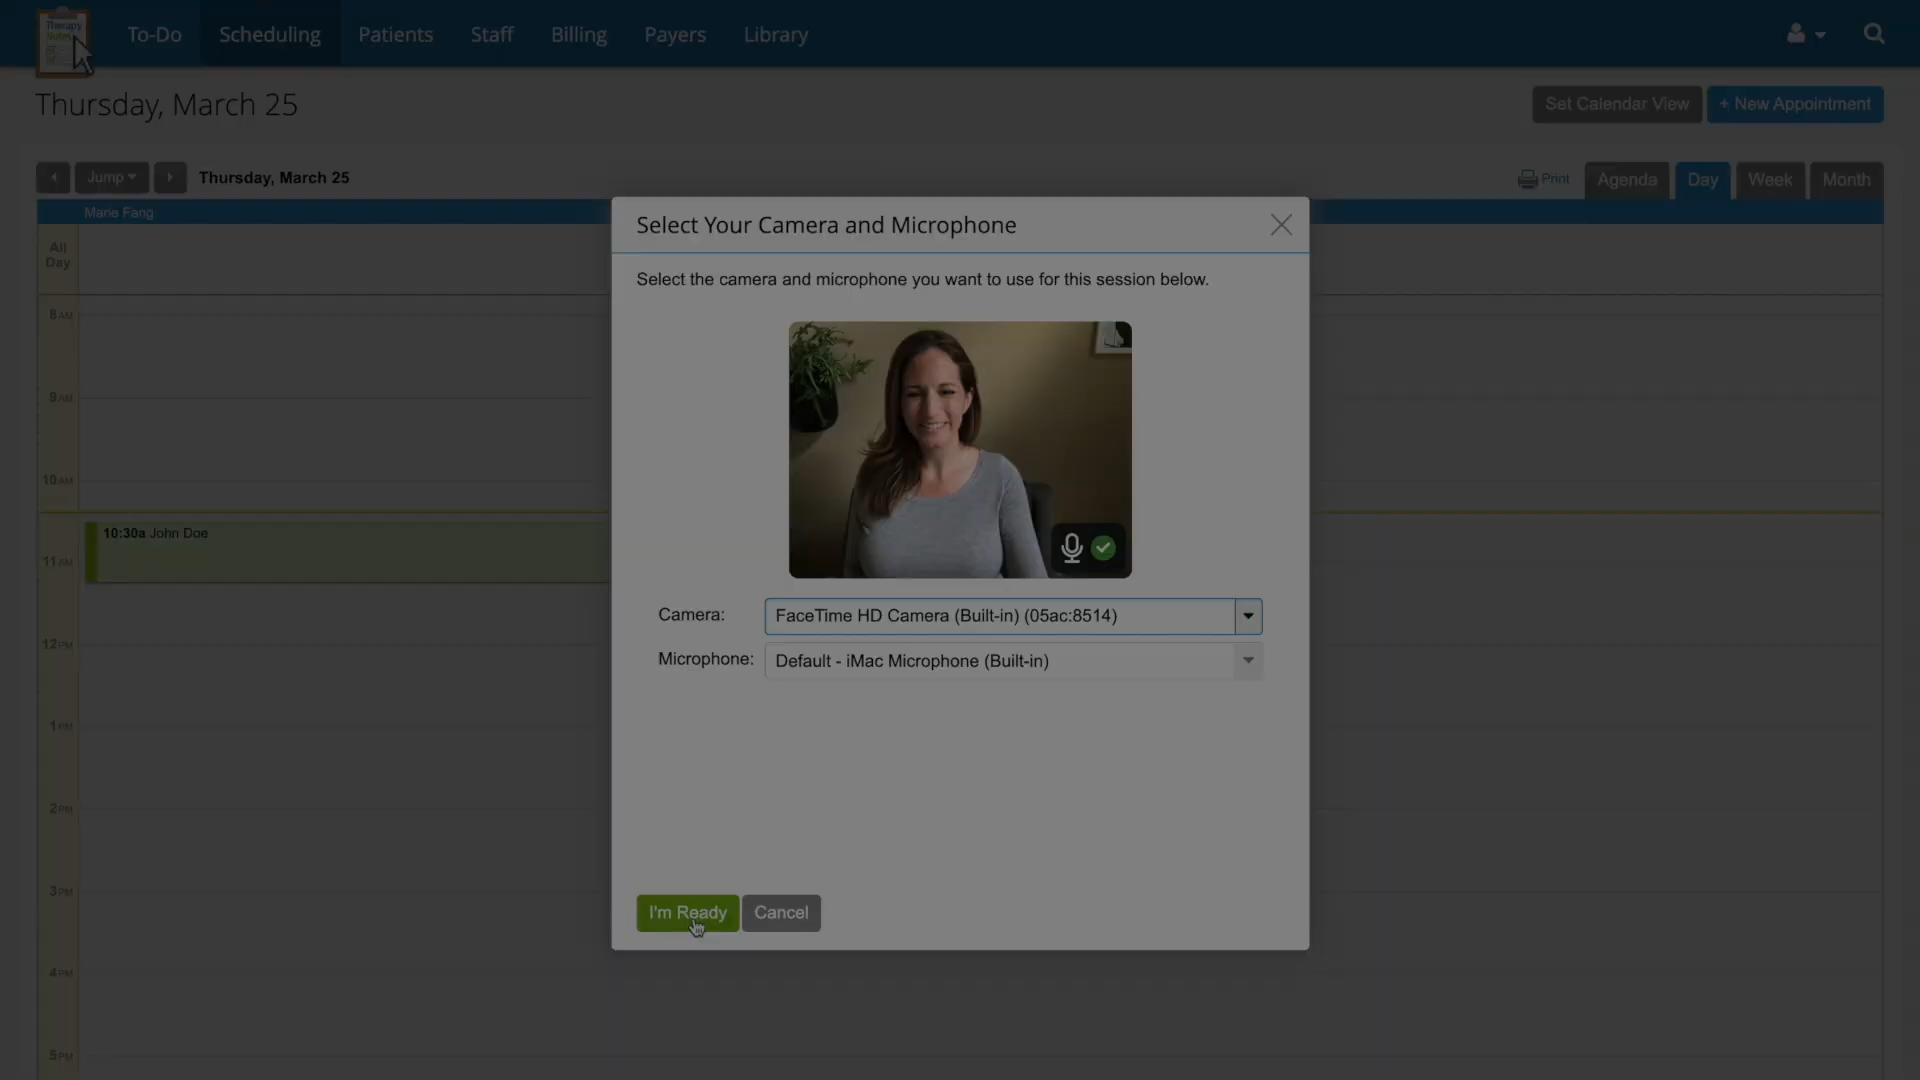 Therapy
Notes
To-Do
Scheduling
Patients
Staff
Billing
Payers
Library
Thursday, March 25
Set Calendar View
+ New Appointment
Jump
Thursday, March 25
Print
Agenda
Day
Week
Month
Marie Fang
All
Day
8AM
9AM
10AM
10:30a John Doe
11AM
12PM
1PM
2PM
3PM
4PM
5PM
Select Your Camera and Microphone
Select the camera and microphone you want to use for this session below.
Camera:
FaceTime HD Camera (Built-in) (05ac:8514)
Microphone:
Default - iMac Microphone (Built-in)
I'm Ready
Cancel